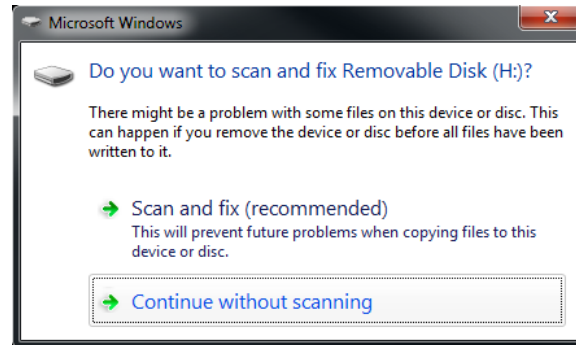 Microsoft Windows
Do you want to scan and fix Removable Disk (H:)?
There might be a problem with some files on this device or disc. This
can happen if you remove the device or disc before all files have been
written to it.
Scan and fix (recommended)
This will prevent future problems when copying files to this
device or disc.
Continue without scanning